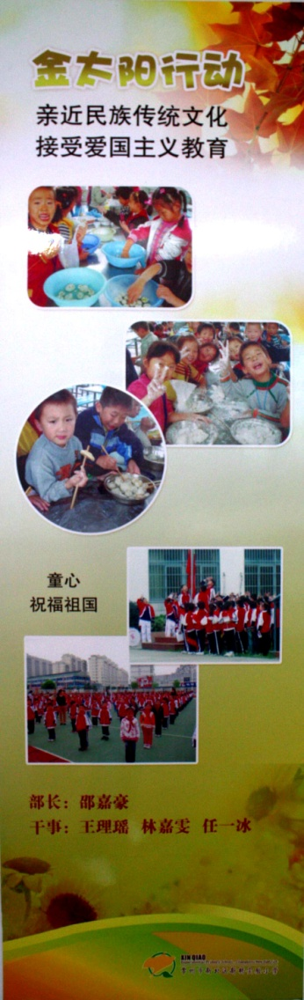 金太阳行动
亲近民族传统文化
接受爱国主义教育
童心
祝福祖国
部长：邵嘉豪
干事：王理瑶 林嘉雯 任一冰
XIN QIAO